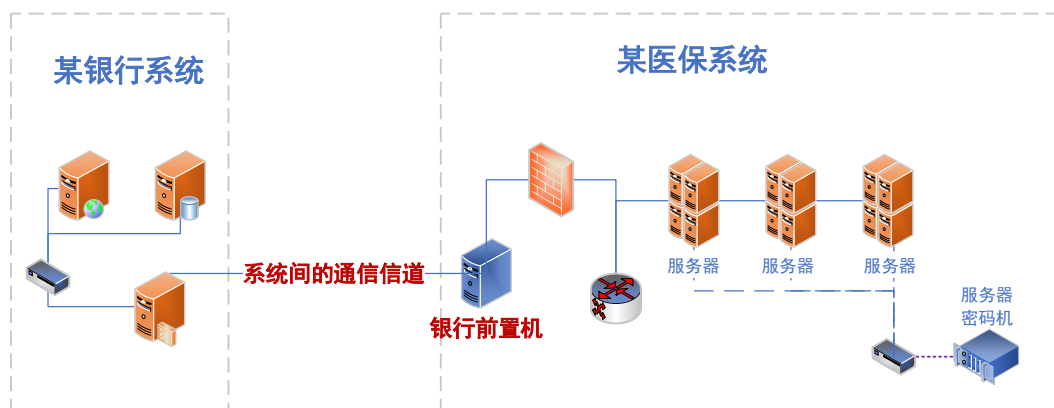 某银行系统
某医保系统
系统间的通信信道
银行前置机
服务器
服务器
服务器
服务器
密码机